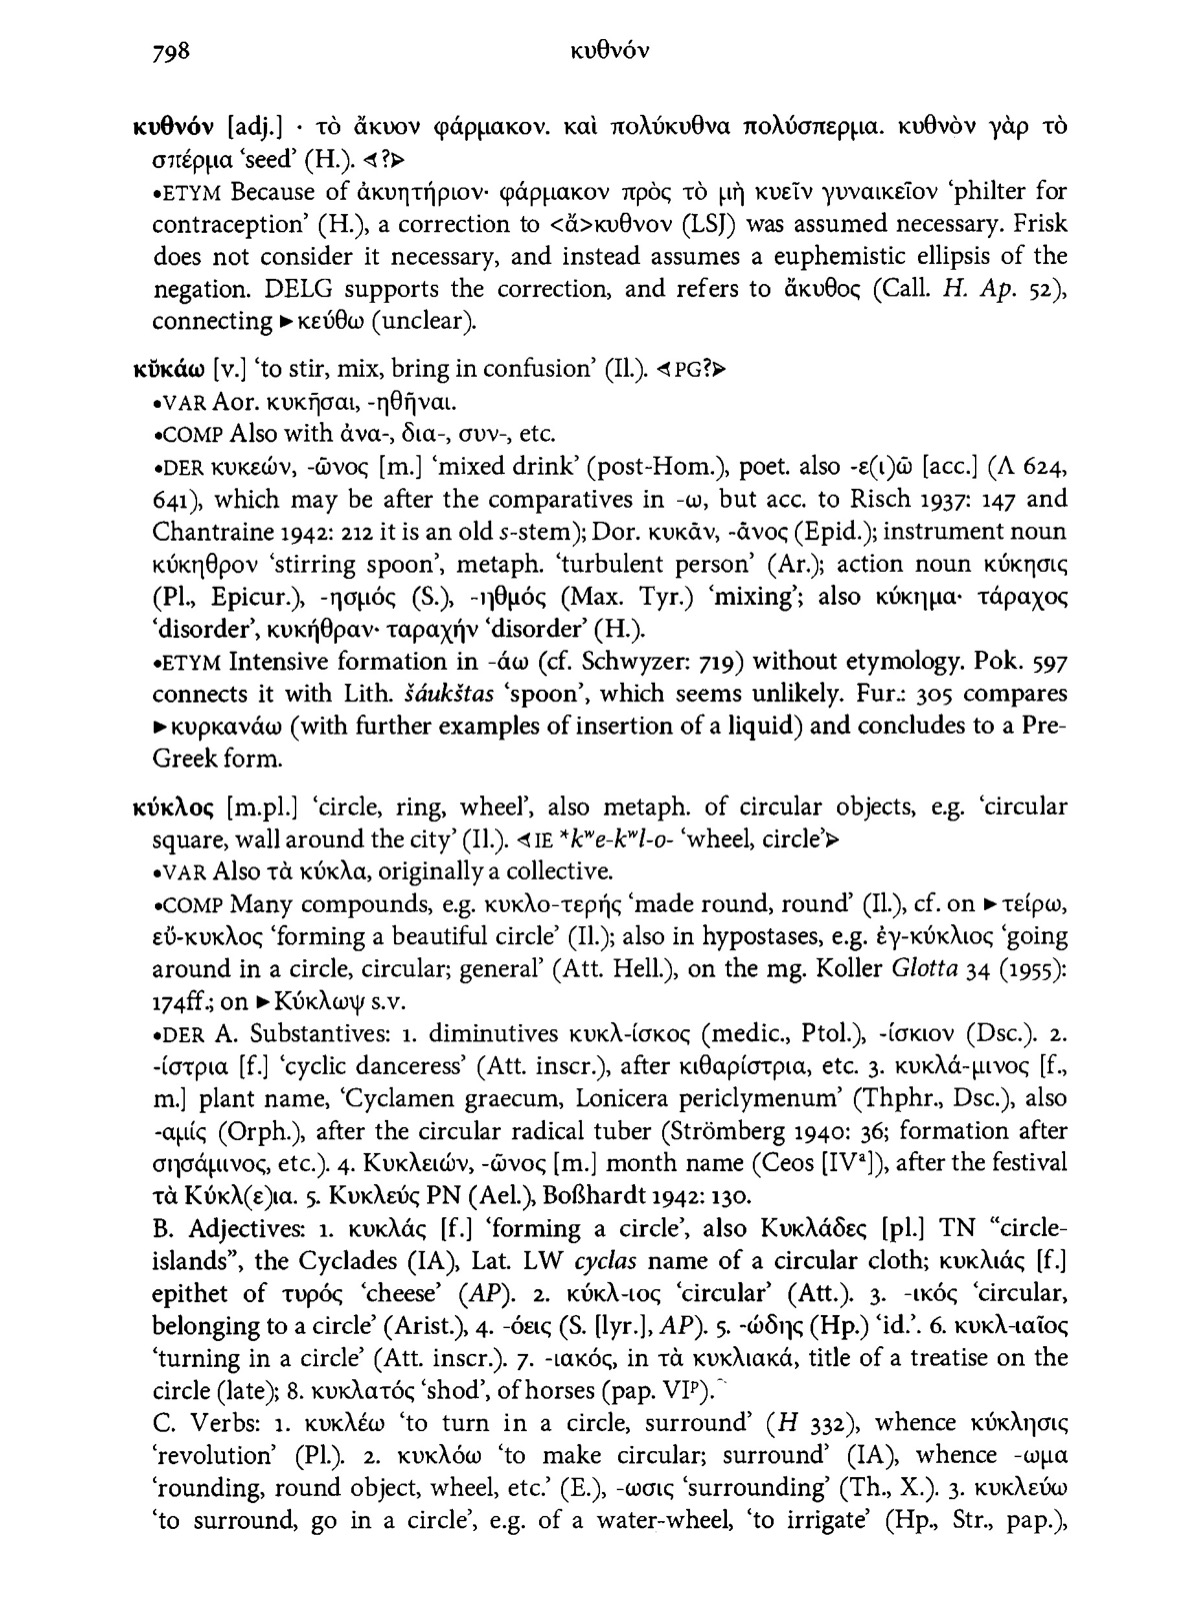 798
κυθνόν
κυθνόν [adj.] · τὸ ἄκυον φάρμακον. καὶ πολύκυθνα πολύσπερμα. κυθνὸν γὰρ τὸ
σπέρμα ‘seed’ (H.). ⊲?⊳
•ETYM Because of ἀκυητήριον· φάρμακον πρὸς τὸ μὴ κυεῖν γυναικεῖον ‘philter for
contraception’ (H.), a correction to <ἄ>κυθνον (LSJ) was assumed necessary. Frisk
does not consider it necessary, and instead assumes a euphemistic ellipsis of the
negation. DELG supports the correction, and refers to ἄκυθος (Call. H. Ap. 52),
connecting ►κεύθω (unclear).
κῠκάω [v.] ‘to stir, mix, bring in confusion’ (Il.). ⊲PG?⊳
•VAR Aor. κυκῆσαι, -ηθῆναι.
•COMP Also with ἀνα-, δια-, συν-, etc.
•DER κυκεών, -ῶνος [m.] ‘mixed drink’ (post-Hom.), poet. also -ε(ι)ῶ [acc.] (Λ 624,
641), which may be after the comparatives in -ω, but acc. to Risch 1937: 147 and
Chantraine 1942: 212 it is an old s-stem); Dor. κυκᾶν, -ᾶνος (Epid.); instrument noun
κύκηθρον ‘stirring spoon’, metaph. ‘turbulent person’ (Ar.); action noun κύκησις
(Pl., Epicur.), -ησμός (S.), -ηθμός (Max. Tyr.) ‘mixing’; also κύκημα· τάραχος
‘disorder’, κυκήθραν· ταραχήν ‘disorder’ (H.).
•ETYM Intensive formation in -άω (cf. Schwyzer: 719) without etymology. Pok. 597
connects it with Lith. šáukštas ‘spoon’, which seems unlikely. Fur.: 305 compares
►κυρκανάω (with further examples of insertion of a liquid) and concludes to a Pre-
Greek form.
κύκλος [m.pl.] ‘circle, ring, wheel’, also metaph. of circular objects, e.g. ‘circular
square, wall around the city’ (Il.). ⊲IE *kʷe-kʷl-o- ‘wheel, circle’⊳
•VAR Also τὰ κύκλα, originally a collective.
•COMP Many compounds, e.g. κυκλο-τερής ‘made round, round’ (Il.), cf. on ►τείρω,
εὔ-κυκλος ‘forming a beautiful circle’ (Il.); also in hypostases, e.g. ἐγ-κύκλιος ‘going
around in a circle, circular; general’ (Att. Hell.), on the mg. Koller Glotta 34 (1955):
174ff.; on ►Κύκλωψ s.v.
•DER A. Substantives: 1. diminutives κυκλ-ίσκος (medic., Ptol.), -ίσκιον (Dsc.). 2.
-ίστρια [f.] ‘cyclic danceress’ (Att. inscr.), after κιθαρίστρια, etc. 3. κυκλά-μινος [f.,
m.] plant name, ‘Cyclamen graecum, Lonicera periclymenum’ (Thphr., Dsc.), also
-αμίς (Orph.), after the circular radical tuber (Strömberg 1940: 36; formation after
σησάμινος, etc.). 4. Κυκλειών, -ῶνος [m.] month name (Ceos [IVᵃ]), after the festival
τὰ Κύκλ(ε)ια. 5. Κυκλεύς PN (Ael.), Boßhardt 1942: 130.
B. Adjectives: 1. κυκλάς [f.] ‘forming a circle’, also Κυκλάδες [pl.] TN “circle-
islands”, the Cyclades (IA), Lat. LW cyclas name of a circular cloth; κυκλιάς [f.]
epithet of τυρός ‘cheese’ (AP). 2. κύκλ-ιος ‘circular’ (Att.). 3. -ικός ‘circular,
belonging to a circle’ (Arist.), 4. -όεις (S. [lyr.], AP). 5. -ώδης (Hp.) ‘id.’. 6. κυκλ-ιαῖος
‘turning in a circle’ (Att. inscr.). 7. -ιακός, in τὰ κυκλιακά, title of a treatise on the
circle (late); 8. κυκλατός ‘shod’, of horses (pap. VIᵖ).
C. Verbs: 1. κυκλέω ‘to turn in a circle, surround’ (H 332), whence κύκλησις
‘revolution’ (Pl.). 2. κυκλόω ‘to make circular; surround’ (IA), whence -ωμα
‘rounding, round object, wheel, etc.’ (E.), -ωσις ‘surrounding’ (Th., X.). 3. κυκλεύω
‘to surround, go in a circle’, e.g. of a water-wheel, ‘to irrigate’ (Hp., Str., pap.),